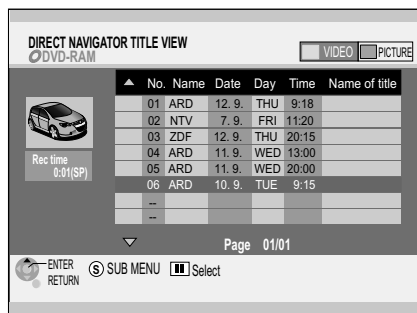 DIRECT NAVIGATOR TITLE VIEW
DVD-RAM
VIDEO PICTURE
No. Name Date Day Time Name of title
01 ARD 12. 9. THU 9:18
02 NTV 7. 9. FRI 11:20
03 ZDF 12. 9. THU 20:15
04 ARD 11. 9. WED 13:00
05 ARD 11. 9. WED 20:00
06 ARD 10. 9. TUE 9:15
--
--
Rec time
0:01(SP)
Page 01/01
ENTER
RETURN
S SUB MENU Select